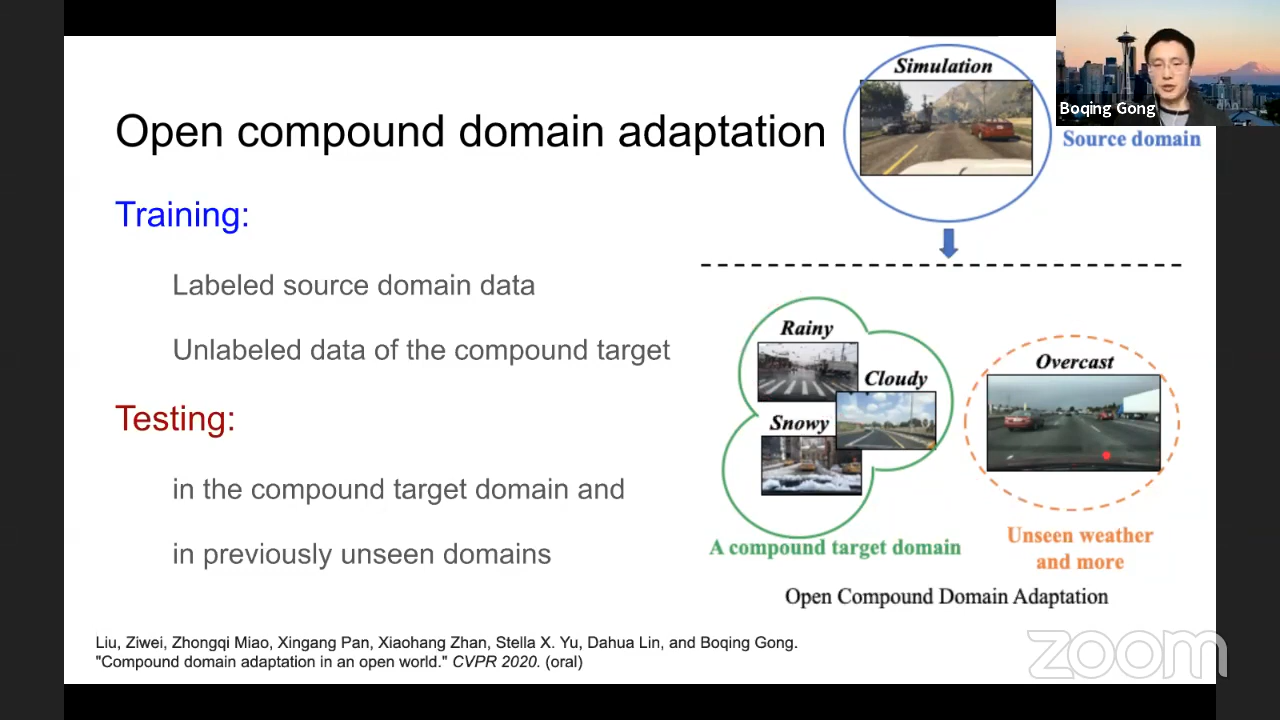 Simulation
Boqing Gong
Open compound domain adaptation
Source domain
Training:
Labeled source domain data
Unlabeled data of the compound target
Testing:
in the compound target domain and
in previously unseen domains
Rainy
Cloudy
Snowy
Overcast
A compound target domain
Unseen weather
and more
Open Compound Domain Adaptation
Liu, Ziwei, Zhongqi Miao, Xingang Pan, Xiaohang Zhan, Stella X. Yu, Dahua Lin, and Boqing Gong.
"Compound domain adaptation in an open world." CVPR 2020. (oral)
zoom